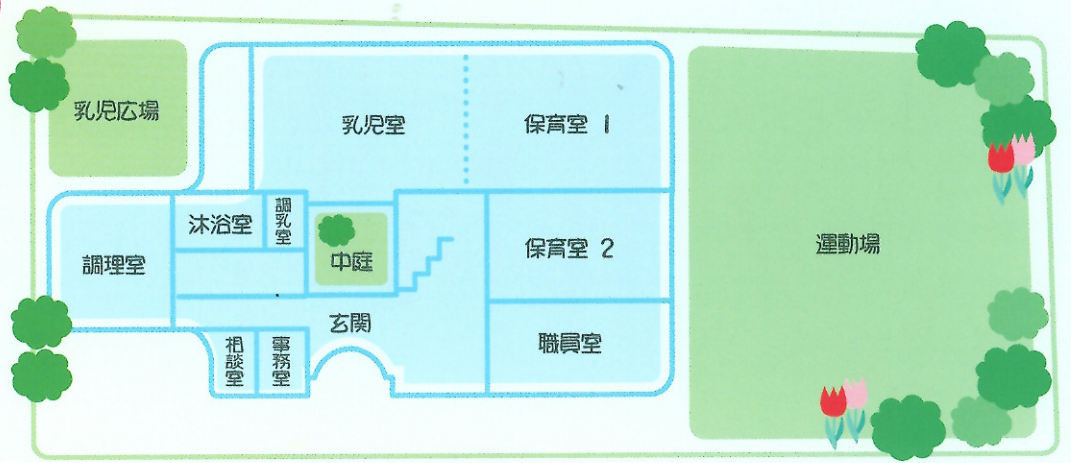 乳児広場
乳児室
保育室 1
沐浴室
調乳室
中庭
調理室
保育室 2
運動場
玄関
職員室
相談室
事務室